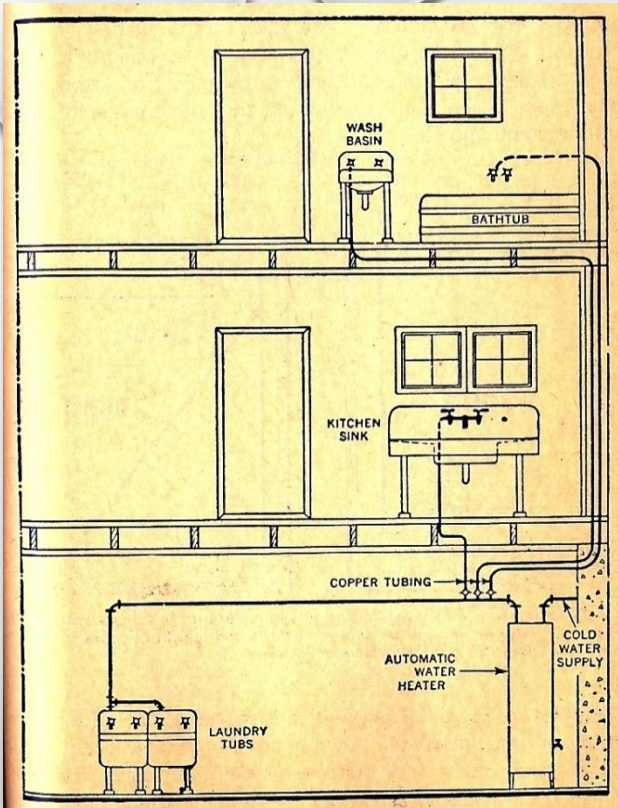 WASH
BASIN
BATHTUB
KITCHEN
SINK
COPPER TUBING
COLD
WATER
SUPPLY
AUTOMATIC
WATER
HEATER
LAUNDRY
TUBS